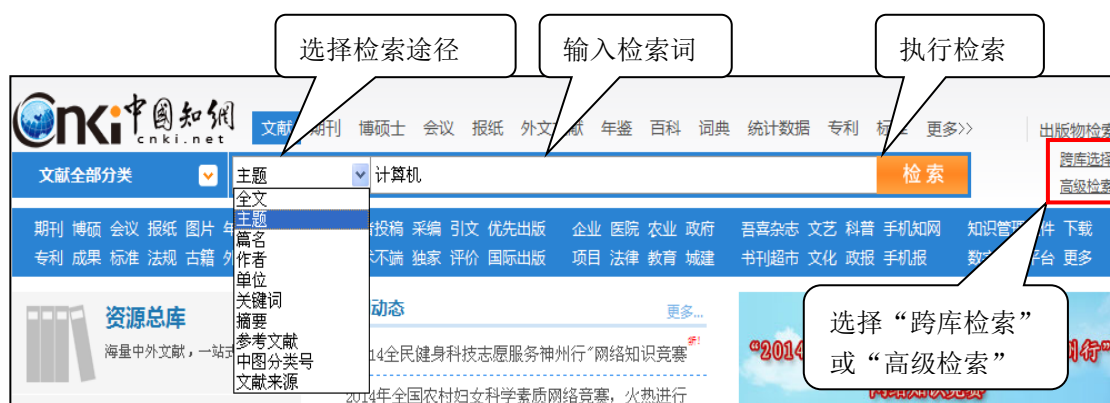 选择检索途径
输入检索词
执行检索
cnki 中国知网
cnki.net
文献 期刊 博硕士 会议 报纸 外文文献 年鉴 百科 词典 统计数据 专利 标准 更多>>
出版物检索
跨库选择
高级检索
文献全部分类
主题
计算机
检索
全文
主题
篇名
作者
单位
关键词
摘要
参考文献
中图分类号
文献来源
期刊 博硕 会议 报纸 图片
投稿 采编 引文 优先出版
企业 医院 农业 政府
吾喜杂志 文艺 科普 手机知网
知识管理 件 下载
专利 成果 标准 法规 古籍
不端 独家 评价 国际出版
项目 法律 教育 城建
书刊超市 文化 政报 手机报
平台 更多
资源总库
海量中外文献，一站式
动态
更多...
14全民健身科技志愿服务神州行”网络知识竞赛
新!
2014年全国农村妇女科学素质网络竞赛，火热进行
选择“跨库检索”
或“高级检索”
“2014
州行”